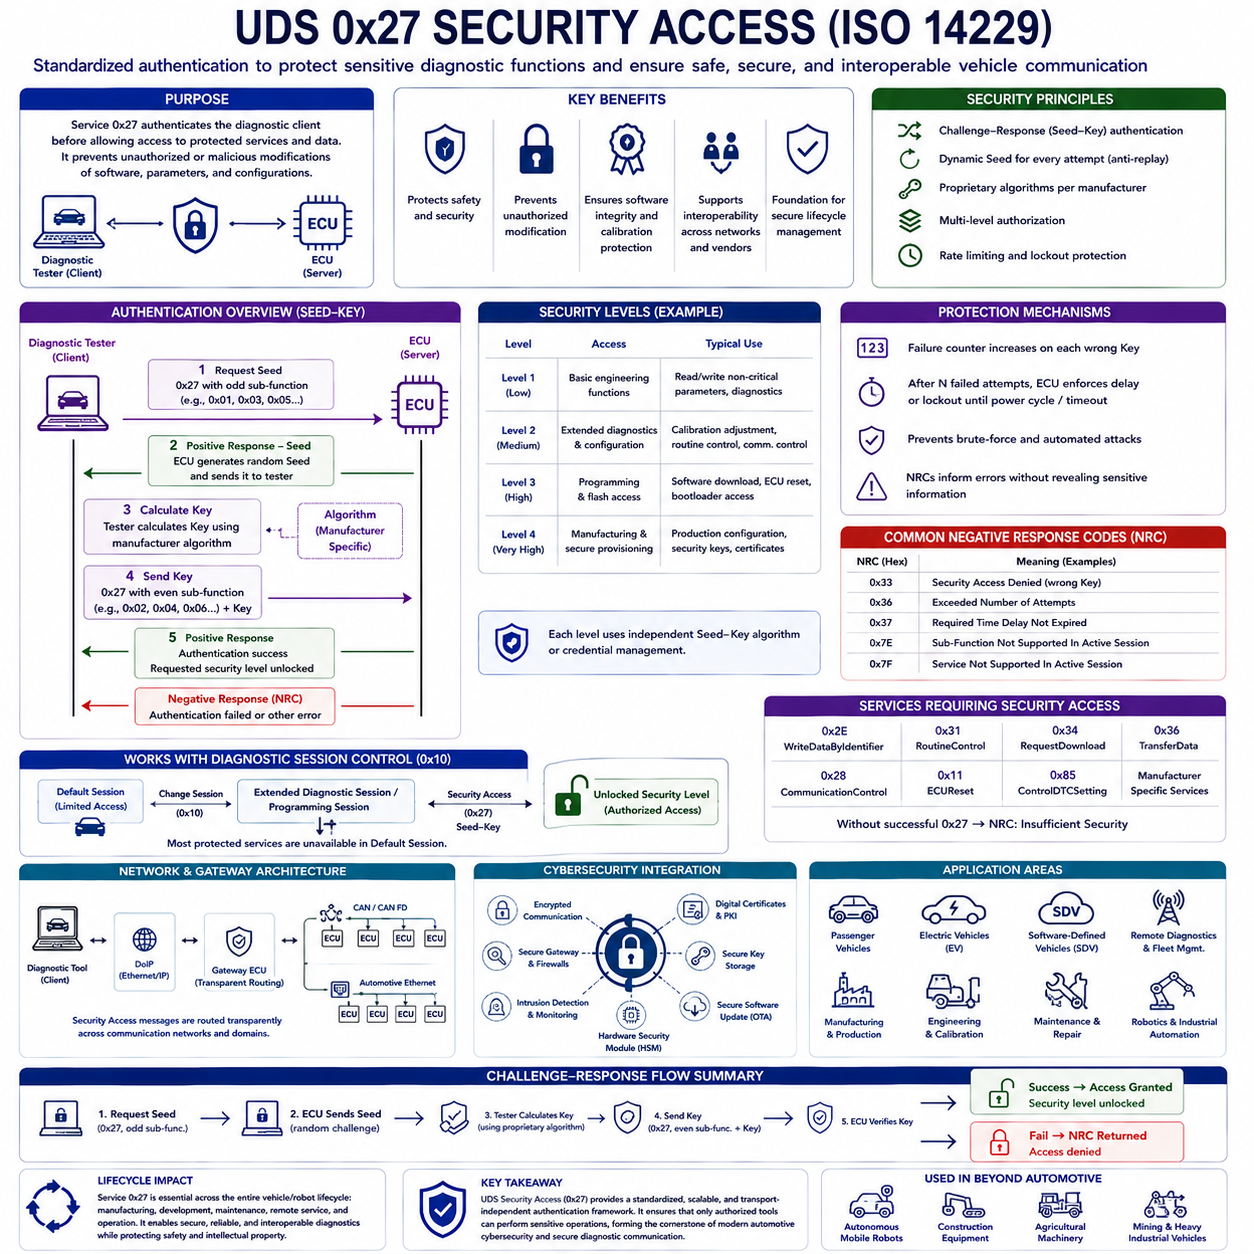 UDS 0x27 SECURITY ACCESS (ISO 14229)
Standardized authentication to protect sensitive diagnostic functions and ensure safe, secure, and interoperable vehicle communication
PURPOSE
Service 0x27 authenticates the diagnostic client
before allowing access to protected services and data.
It prevents unauthorized or malicious modifications
of software, parameters, and configurations.
ECU
Diagnostic
Tester (Client)
ECU
(Server)
KEY BENEFITS
Protects safety
and security
Prevents
unauthorized
modification
Ensures software
integrity and
calibration
protection
Supports
interoperability
across networks
and vendors
Foundation for
secure lifecycle
management
SECURITY PRINCIPLES
Challenge–Response (Seed–Key) authentication
Dynamic Seed for every attempt (anti-replay)
Proprietary algorithms per manufacturer
Multi-level authorization
Rate limiting and lockout protection
AUTHENTICATION OVERVIEW (SEED–KEY)
Diagnostic Tester
(Client)
ECU
(Server)
ECU
1 Request Seed
0x27 with odd sub-function
(e.g., 0x01, 0x03, 0x05...)
2 Positive Response – Seed
ECU generates random Seed
and sends it to tester
3 Calculate Key
Tester calculates Key using
manufacturer algorithm
Algorithm
(Manufacturer
Specific)
4 Send Key
0x27 with even sub-function
(e.g., 0x02, 0x04, 0x06...) + Key
5 Positive Response
Authentication success
Requested security level unlocked
Negative Response (NRC)
Authentication failed or other error
SECURITY LEVELS (EXAMPLE)
Level Access Typical Use
Level 1
(Low)
Basic engineering
functions
Read/write non-critical
parameters, diagnostics
Level 2
(Medium)
Extended diagnostics
& configuration
Calibration adjustment,
routine control, comm. control
Level 3
(High)
Programming
& flash access
Software download, ECU reset,
bootloader access
Level 4
(Very High)
Manufacturing &
secure provisioning
Production configuration,
security keys, certificates
Each level uses independent Seed–Key algorithm
or credential management.
PROTECTION MECHANISMS
123
Failure counter increases on each wrong Key
After N failed attempts, ECU enforces delay
or lockout until power cycle / timeout
Prevents brute-force and automated attacks
NRCs inform errors without revealing sensitive
information
COMMON NEGATIVE RESPONSE CODES (NRC)
NRC (Hex) Meaning (Examples)
0x33 Security Access Denied (wrong Key)
0x36 Exceeded Number of Attempts
0x37 Required Time Delay Not Expired
0x7E Sub-Function Not Supported In Active Session
0x7F Service Not Supported In Active Session
SERVICES REQUIRING SECURITY ACCESS
0x2E
WriteDataByIdentifier
0x31
RoutineControl
0x34
RequestDownload
0x36
TransferData
0x28
CommunicationControl
0x11
ECUReset
0x85
ControlDTCSetting
Manufacturer
Specific Services
Without successful 0x27 → NRC: Insufficient Security
WORKS WITH DIAGNOSTIC SESSION CONTROL (0x10)
Default Session
(Limited Access)
Change Session
(0x10)
Extended Diagnostic Session /
Programming Session
Security Access
(0x27)
Seed–Key
Unlocked Security Level
(Authorized Access)
Most protected services are unavailable in Default Session.
NETWORK & GATEWAY ARCHITECTURE
Diagnostic Tool
(Client)
DoIP
(Ethernet/IP)
Gateway ECU
(Transparent Routing)
CAN / CAN FD
ECU ECU ECU ECU
Automotive Ethernet
ECU ECU ECU ECU
Security Access messages are routed transparently
across communication networks and domains.
CYBERSECURITY INTEGRATION
Encrypted
Communication
Secure Gateway
& Firewalls
Intrusion Detection
& Monitoring
Digital Certificates
& PKI
Secure Key
Storage
Secure Software
Update (OTA)
Hardware Security
Module (HSM)
APPLICATION AREAS
Passenger
Vehicles
Electric Vehicles
(EV)
SDV
Software-Defined
Vehicles (SDV)
Remote Diagnostics
& Fleet Mgmt.
Manufacturing
& Production
Engineering
& Calibration
Maintenance &
Repair
Robotics & Industrial
Automation
CHALLENGE–RESPONSE FLOW SUMMARY
1. Request Seed
(0x27, odd sub-func.)
2. ECU Sends Seed
(random challenge)
3. Tester Calculates Key
(using proprietary algorithm)
4. Send Key
(0x27, even sub-func. + Key)
5. ECU Verifies Key
Success → Access Granted
Security level unlocked
Fail → NRC Returned
Access denied
LIFECYCLE IMPACT
Service 0x27 is essential across the entire vehicle/robot lifecycle:
manufacturing, development, maintenance, remote service, and
operation. It enables secure, reliable, and interoperable diagnostics
while protecting safety and intellectual property.
KEY TAKEAWAY
UDS Security Access (0x27) provides a standardized, scalable, and transport-
independent authentication framework. It ensures that only authorized tools
can perform sensitive operations, forming the cornerstone of modern automotive
cybersecurity and secure diagnostic communication.
USED IN BEYOND AUTOMOTIVE
Autonomous
Mobile Robots
Construction
Equipment
Agricultural
Machinery
Mining & Heavy
Industrial Vehicles